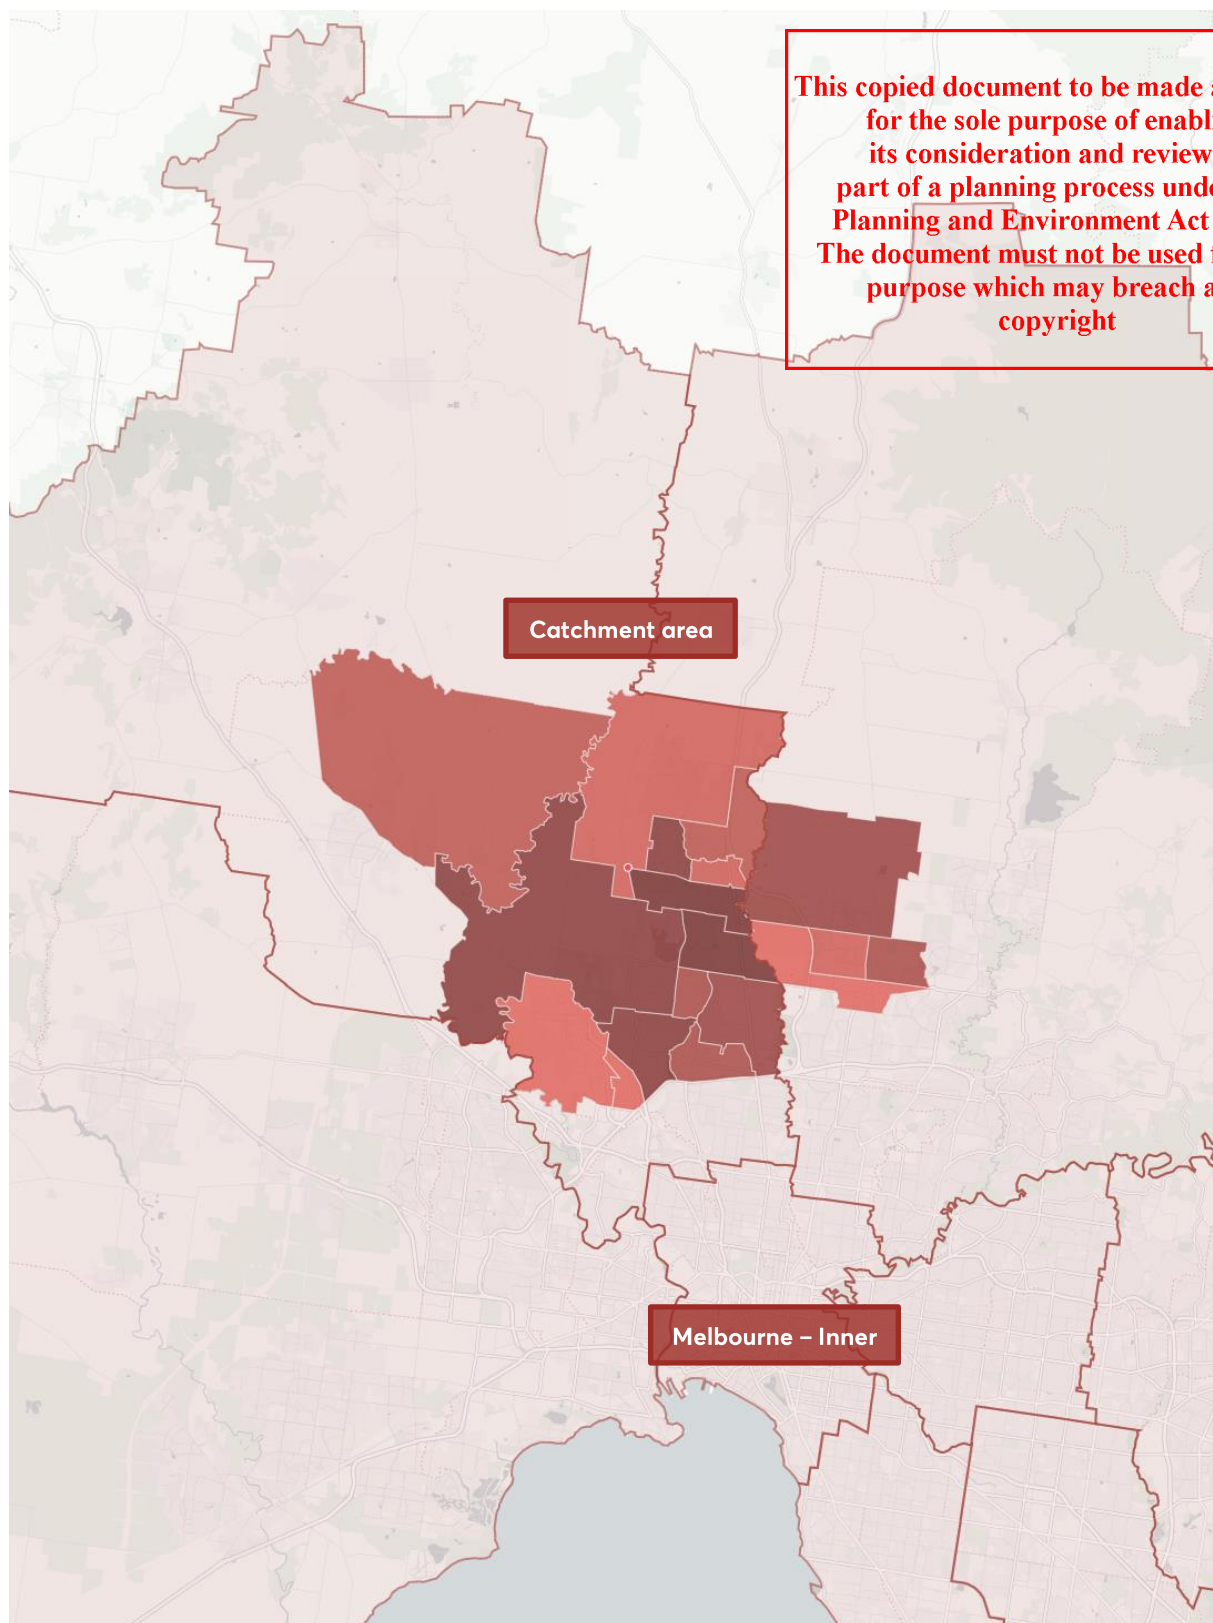 This copied document to be made
for the sole purpose of
its consideration and review
part of a planning process
Planning and Environment Act
The document must not be used
purpose which may breach
copyright
Catchment area
Melbourne – Inner